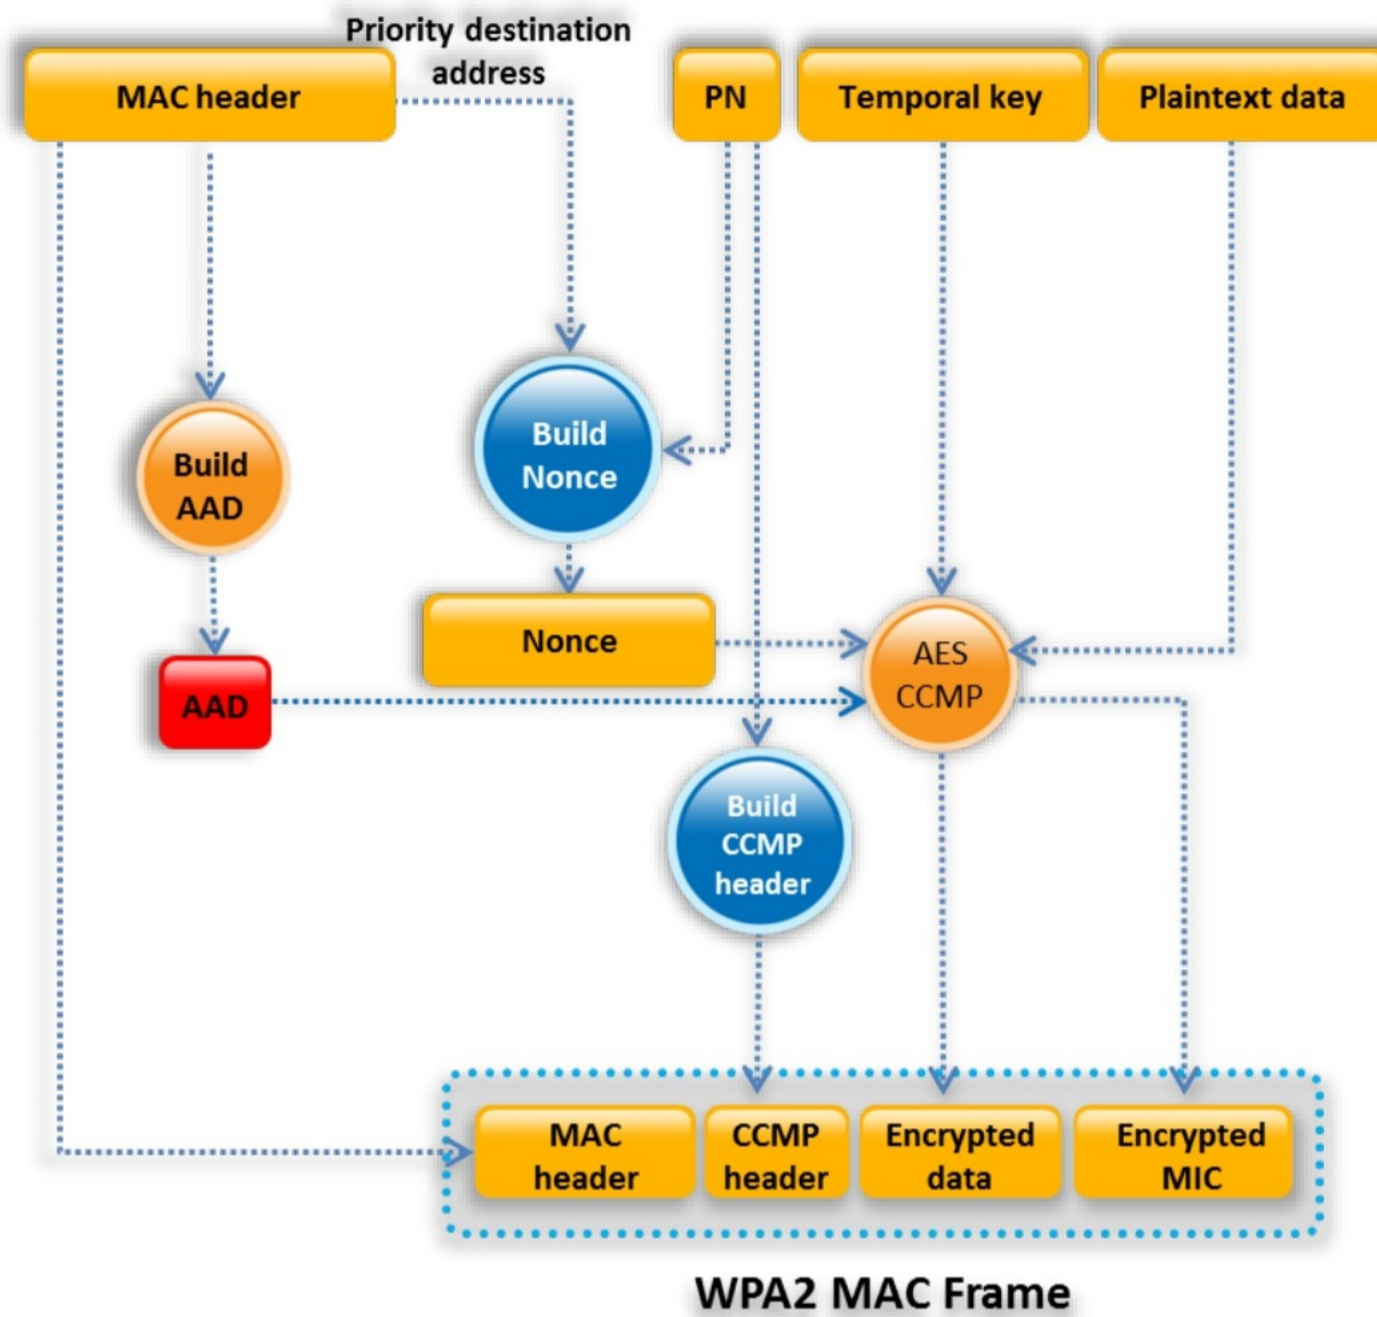 Priority destination
address
MAC header
PN
Temporal key
Plaintext data
Build
Nonce
Build
AAD
Nonce
AES
CCMP
AAD
Build
CCMP
header
MAC
header
CCMP
header
Encrypted
data
Encrypted
MIC
WPA2 MAC Frame